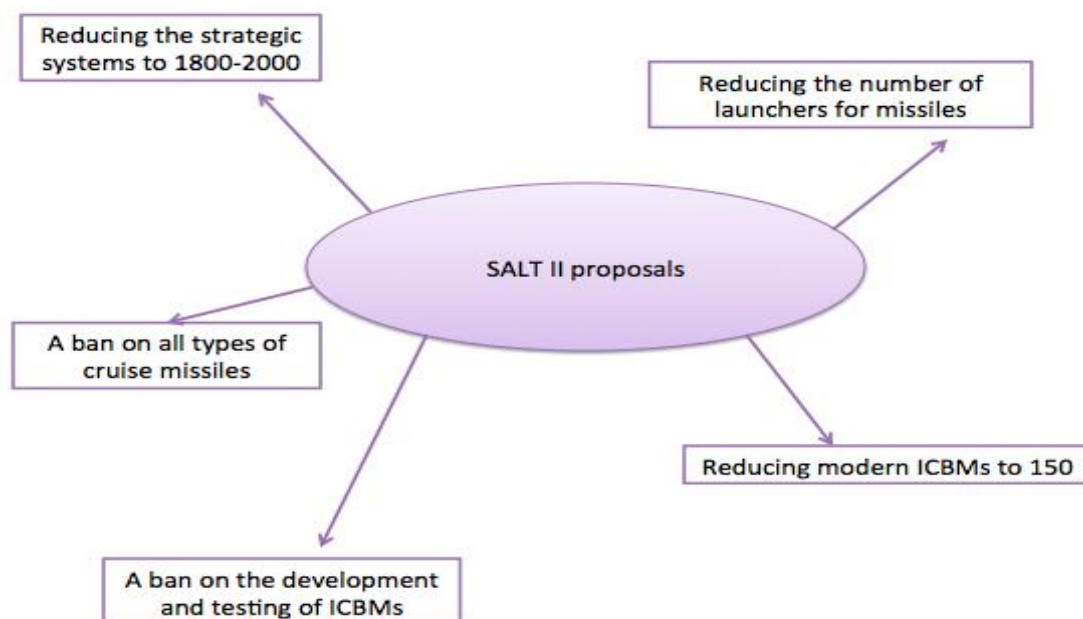 Reducing the strategic
systems to 1800-2000
Reducing the number of
launchers for missiles
SALT II proposals
A ban on all types of
cruise missiles
Reducing modern ICBMs to 150
A ban on the development
and testing of ICBMs